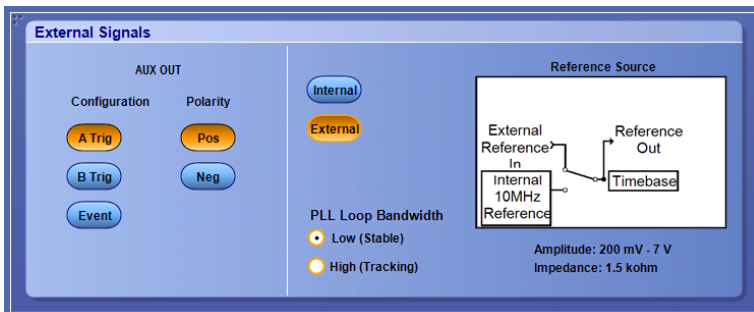 External Signals
AUX OUT
Configuration
Polarity
A Trig
Pos
B Trig
Neg
Event
Internal
External
PLL Loop Bandwidth
Low (Stable)
High (Tracking)
Reference Source
External
Reference
In
Reference
Out
Internal
10MHz
Reference
Timebase
Amplitude: 200 mV - 7 V
Impedance: 1.5 kohm